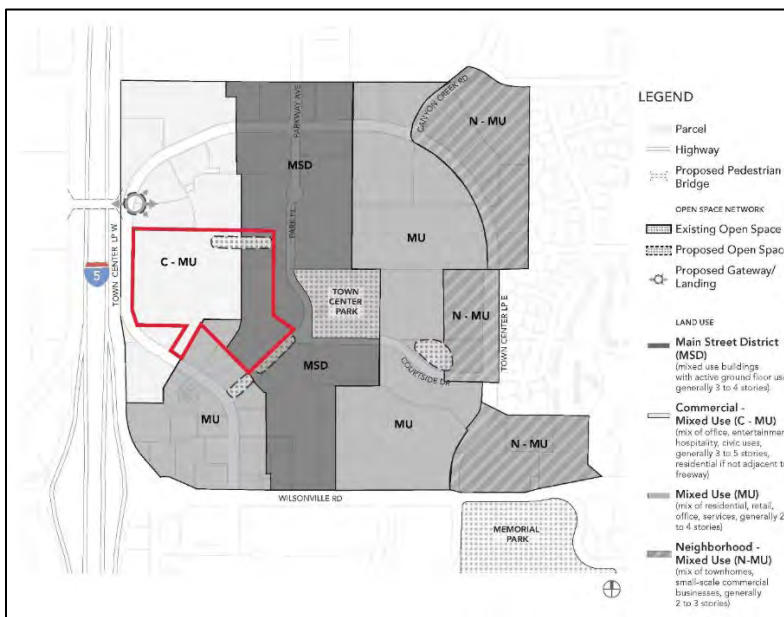 PARKWAY AVE
CANYON CREEK RD
N - MU
MSD
PARK PL
MU
TOWN CENTER LP W
C - MU
5
TOWN
CENTER
PARK
N - MU
TOWN CENTER LP E
MSD
COURTSIDE DR
MU
MU
N - MU
WILSONVILLE RD
MEMORIAL
PARK
LEGEND
Parcel
Highway
Proposed Pedestrian
Bridge
OPEN SPACE NETWORK
Existing Open Space
Proposed Open Space
Proposed Gateway/
Landing
LAND USE
Main Street District
(MSD)
(mixed use buildings
with active ground floor use
generally 3 to 4 stories)
Commercial -
Mixed Use (C - MU)
(mix of office, entertainmen
hospitality, civic uses,
generally 3 to 5 stories,
residential if not adjacent t
freeway)
Mixed Use (MU)
(mix of residential, retail,
office, services, generally 2
to 4 stories)
Neighborhood -
Mixed Use (N-MU)
(mix of townhomes,
small-scale commercial
businesses, generally
2 to 3 stories)